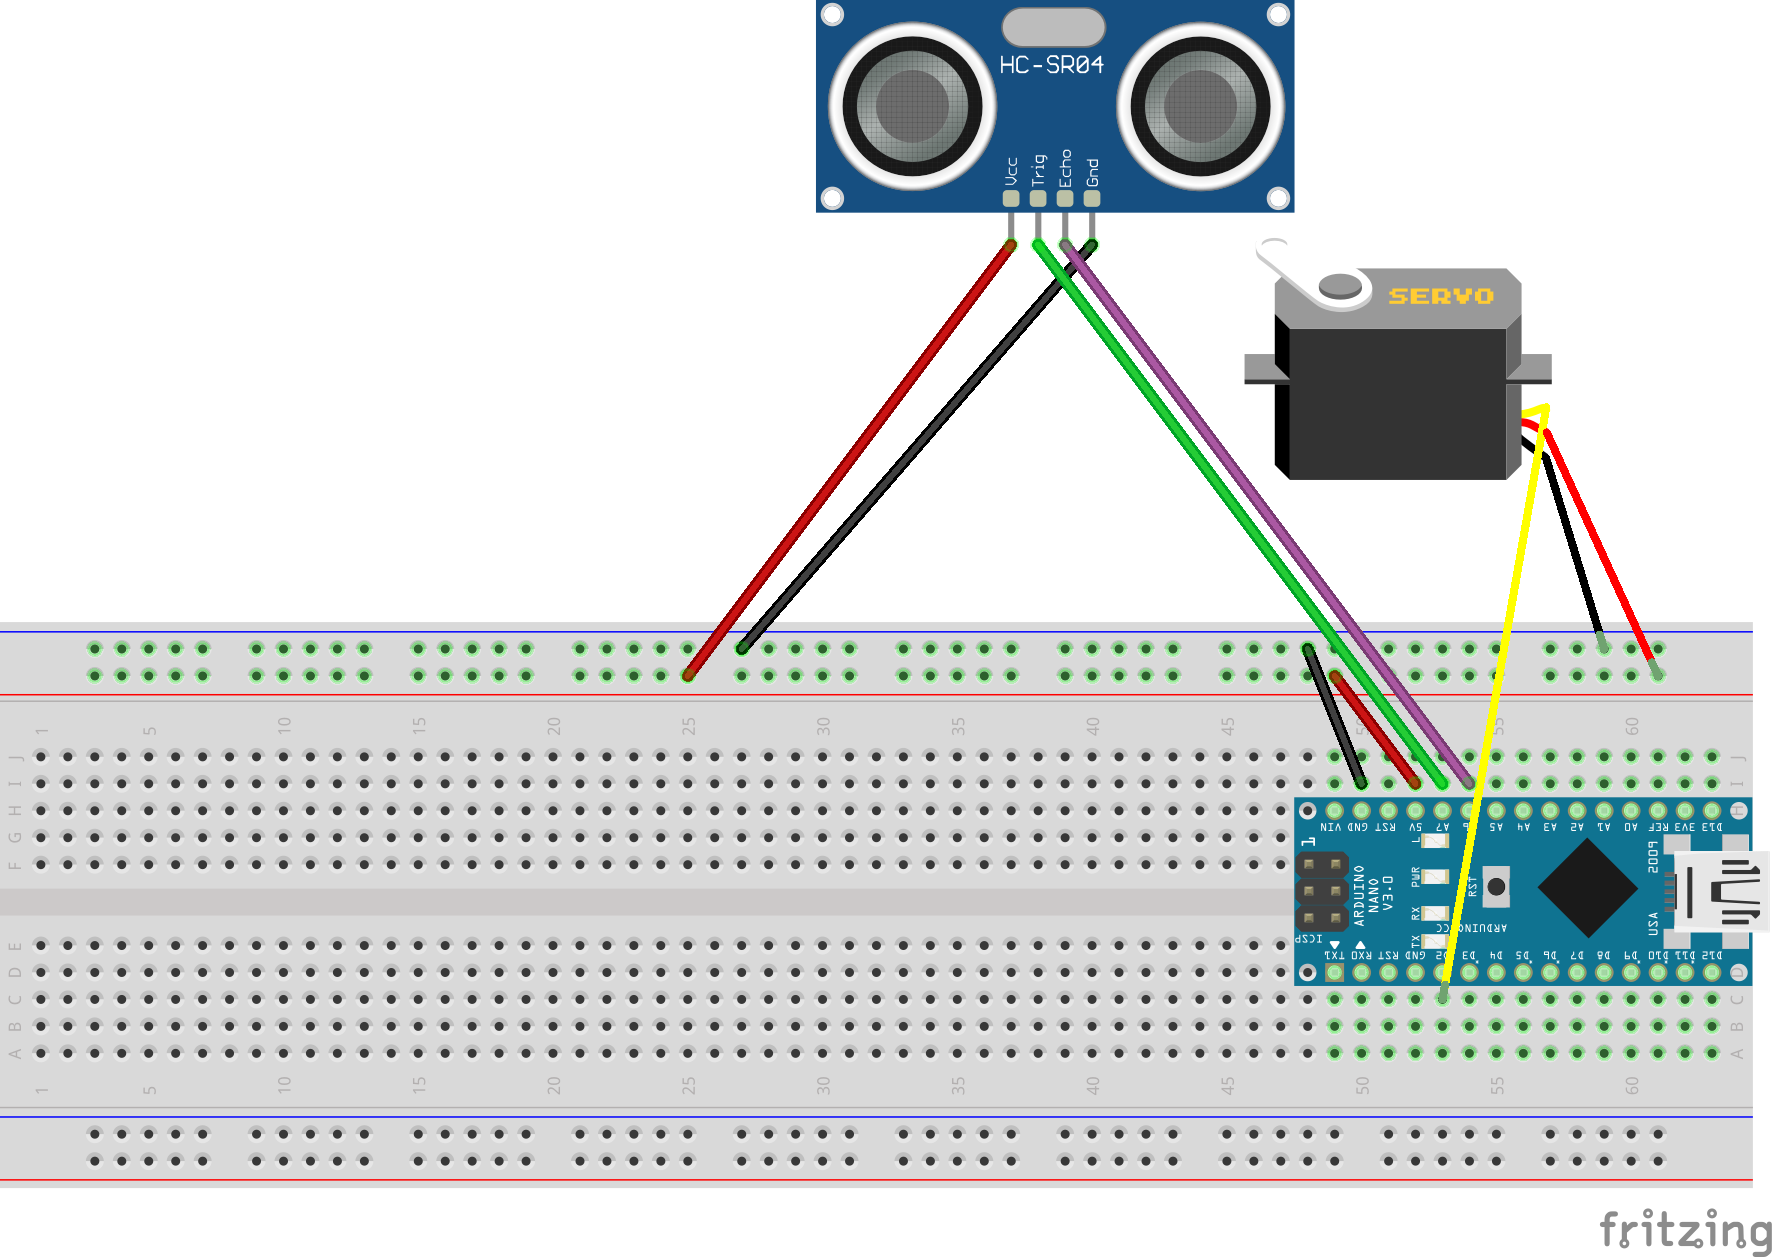 HC-SR04
Vcc Trig Echo Gnd
SERVO
1 5 10 15 20 25 30 35 40 45 50 55 60
J J
I I
H H
G
F
VIN GND RST 5V A7 A5 A4 A3 A2 A1 A0 REF 3V3 D13
L
PWR
RX
TX
RST
ARDUINO
NANO
V3.0
ICSP
ARDUINO.CC
USA
2009
TX1 RX0 RST GND D2 D3 D4 D5 D6 D7 D8 D9 D10 D11 D12
E
D D
C C
B B
A A
1 5 10 15 20 25 30 35 40 45 50 55 60
fritzing